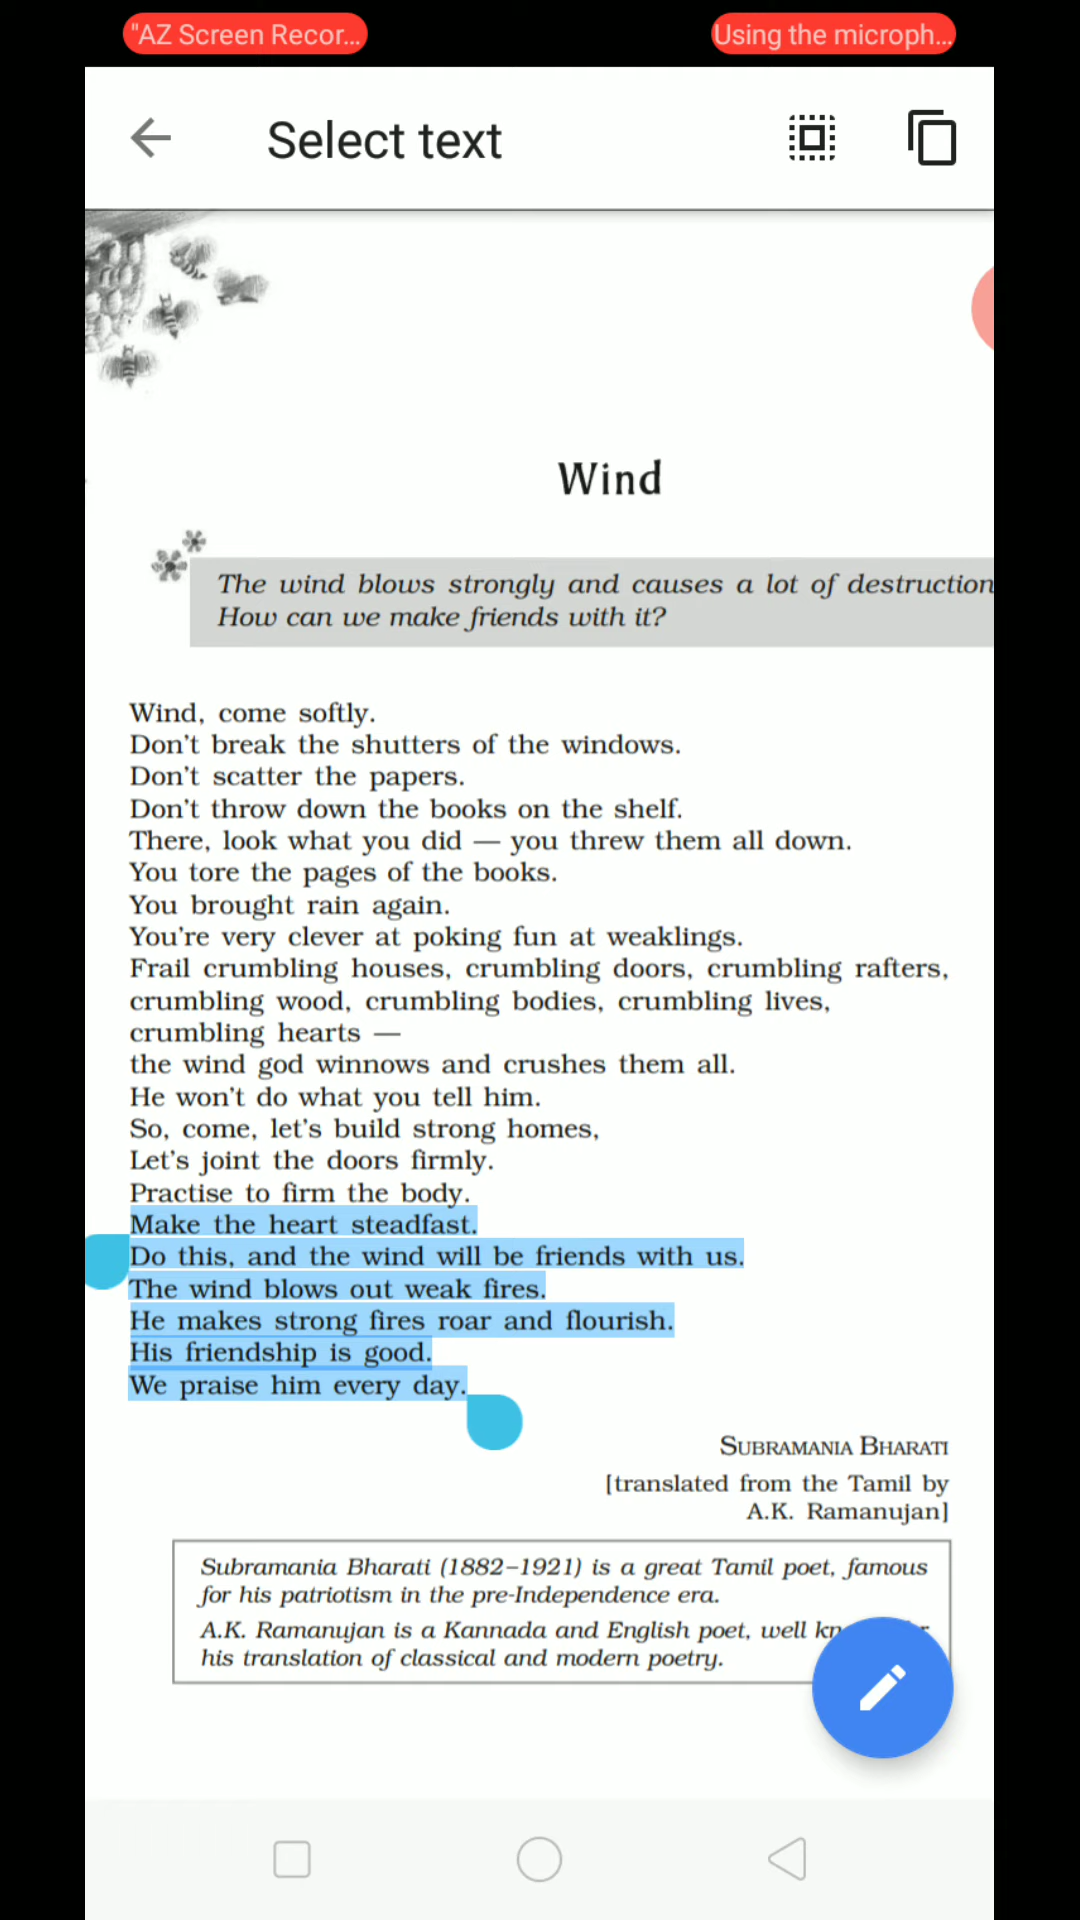 "AZ Screen Recor...
Using the microph...
Select text
Wind
The wind blows strongly and causes a lot of destruction
How can we make friends with it?
Wind, come softly.
Don't break the shutters of the windows.
Don't scatter the papers.
Don't throw down the books on the shelf.
There, look what you did — you threw them all down.
You tore the pages of the books.
You brought rain again.
You're very clever at poking fun at weaklings.
Frail crumbling houses, crumbling doors, crumbling rafters,
crumbling wood, crumbling bodies, crumbling lives,
crumbling hearts —
the wind god winnows and crushes them all.
He won't do what you tell him.
So, come, let's build strong homes,
Let's joint the doors firmly.
Practise to firm the body.
Make the heart steadfast.
Do this, and the wind will be friends with us.
The wind blows out weak fires.
He makes strong fires roar and flourish.
His friendship is good.
We praise him every day.
SUBRAMANIA BHARATI
[translated from the Tamil by
A.K. Ramanujan]
Subramania Bharati (1882–1921) is a great Tamil poet, famous
for his patriotism in the pre-Independence era.
A.K. Ramanujan is a Kannada and English poet, well
his translation of classical and modern poetry.